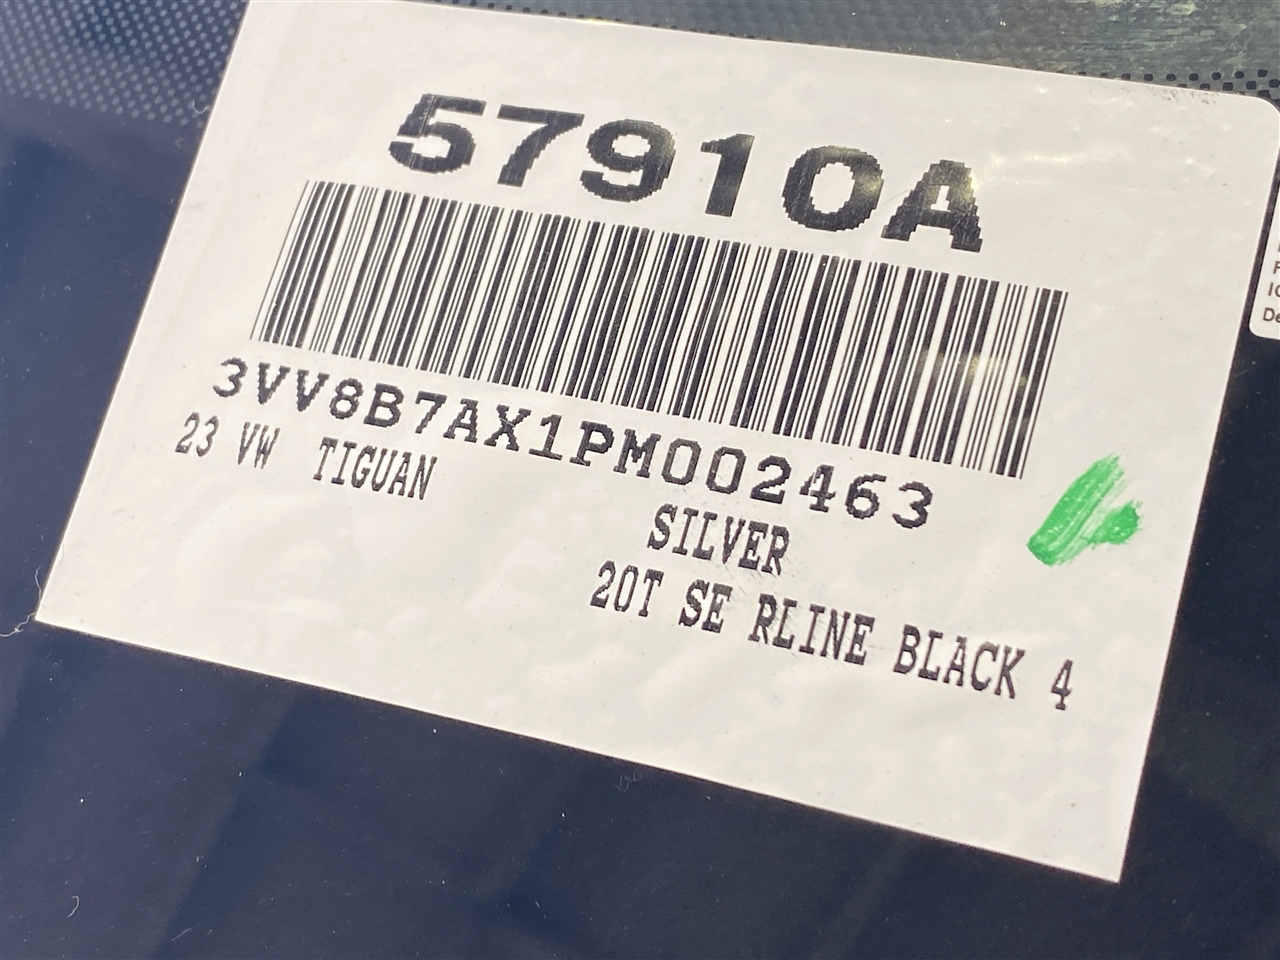 57910A
3VV8B7AX1PM002463
23 VW TIGUAN
SILVER
20T SE RLINE BLACK 4